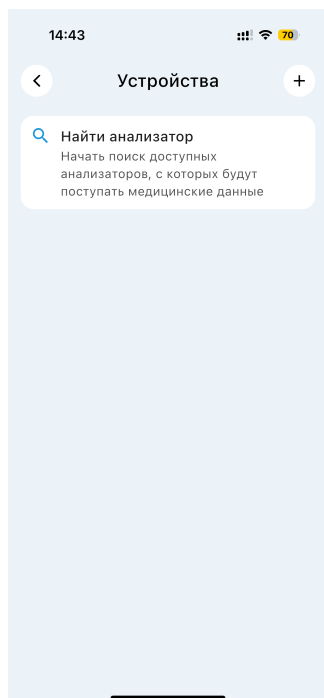 14:43
70
Устройства
Найти анализатор
Начать поиск доступных
анализаторов, с которых будут
поступать медицинские данные